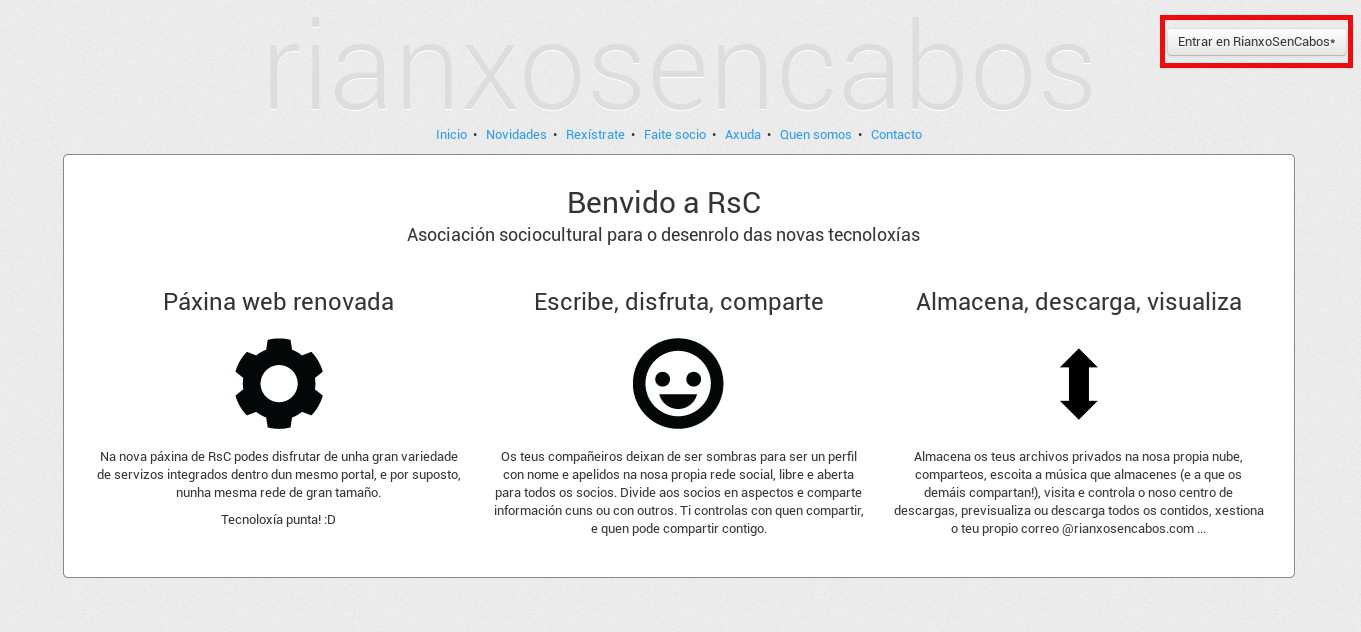 rianxosencabos
Entrar en RianxoSenCabos*
Inicio • Novidades • Rexístrate • Faite socio • Axuda • Quen somos • Contacto
Benvido a RsC
Asociación sociocultural para o desenrolo das novas tecnoloxías
Páxina web renovada
Na nova páxina de RsC podes disfrutar de unha gran variedade
de servizos integrados dentro dun mesmo portal, e por suposto,
nunha mesma rede de gran tamaño.
Tecnoloxía punta! :D
Escribe, disfruta, comparte
Os teus compañeiros deixan de ser sombras para ser un perfil
con nome e apelidos na nosa propia rede social, libre e aberta
para todos os socios. Divide aos socios en aspectos e comparte
información cuns ou con outros. Ti controlas con quen compartir,
e quen pode compartir contigo.
Almacena, descarga, visualiza
Almacena os teus archivos privados na nosa propia nube,
comparteos, escoita a música que almacenes (e a que os
demáis compartan!), visita e controla o noso centro de
descargas, previsualiza ou descarga todos os contidos, xestiona
o teu propio correo @rianxosencabos.com ...